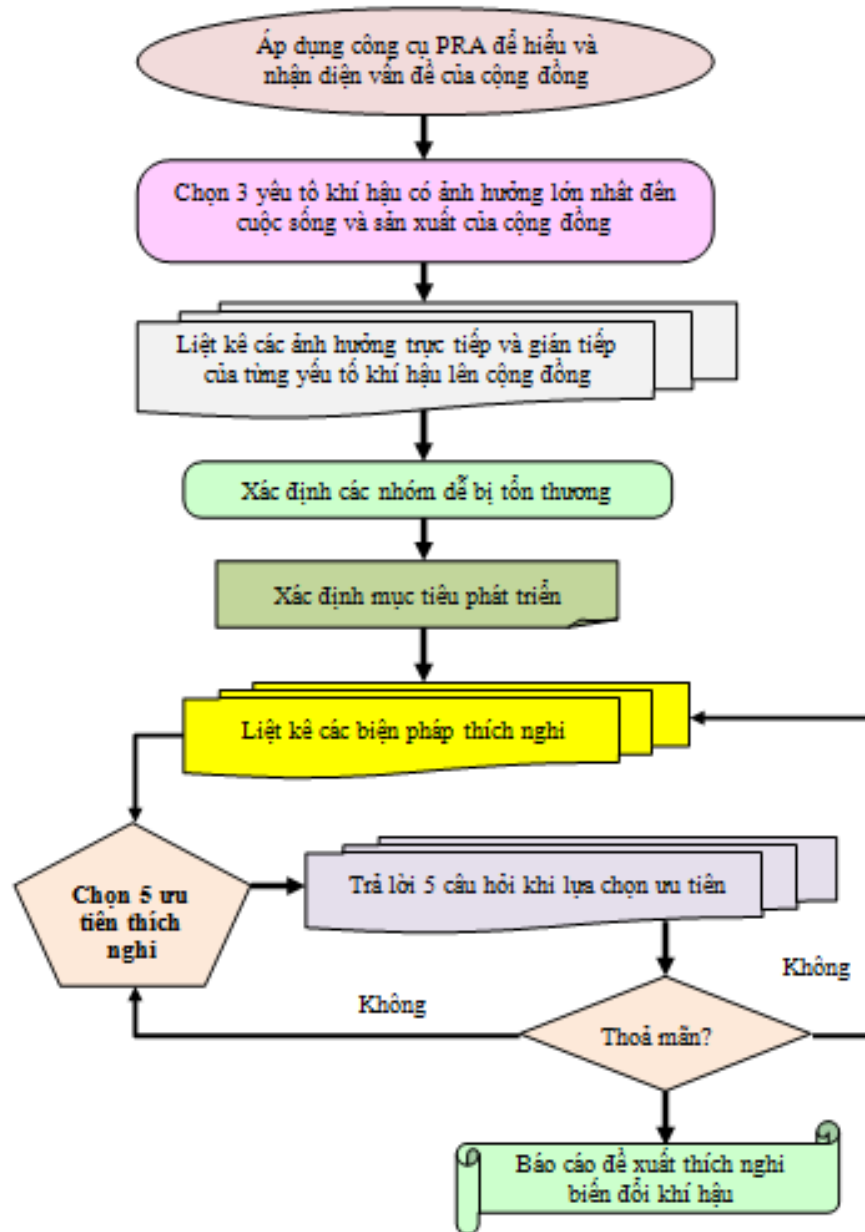 Áp dụng công cụ PRA để hiểu và
nhận diện vấn đề của cộng đồng
Chọn 3 yếu tố khí hậu có ảnh hưởng lớn nhất đến
cuộc sống và sản xuất của cộng đồng
Liệt kê các ảnh hưởng trực tiếp và gián tiếp
của từng yếu tố khí hậu lên cộng đồng
Xác định các nhóm dễ bị tổn thương
Xác định mục tiêu phát triển
Liệt kê các biện pháp thích nghi
Chọn 5 ưu
tiên thích
nghi
Trả lời 5 câu hỏi khi lựa chọn ưu tiên
Không
Không
Thoả mãn?
Báo cáo đề xuất thích nghi
biến đổi khí hậu